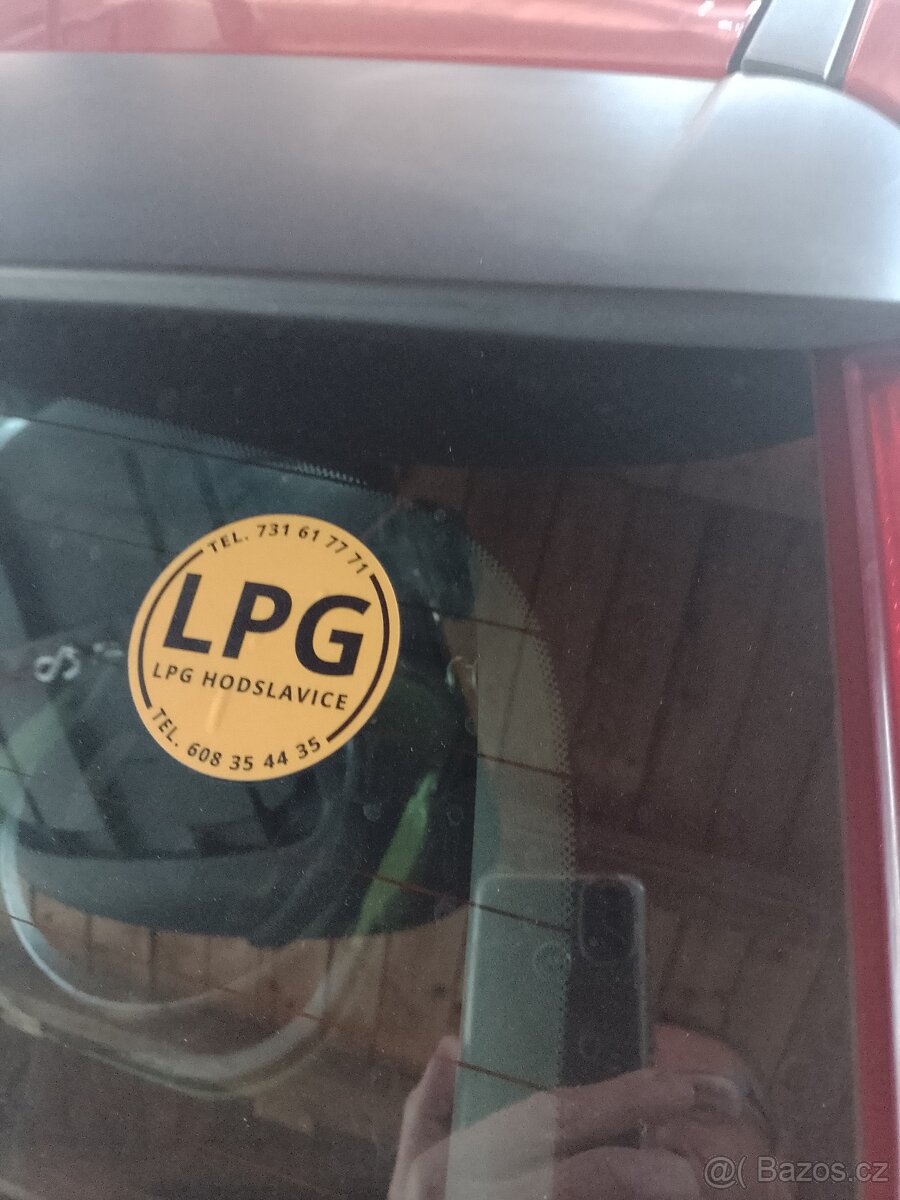 TEL. 731 61 77 71
LPG
LPG HODSLAVICE
TEL. 608 35 44 35
@( Bazos.cz